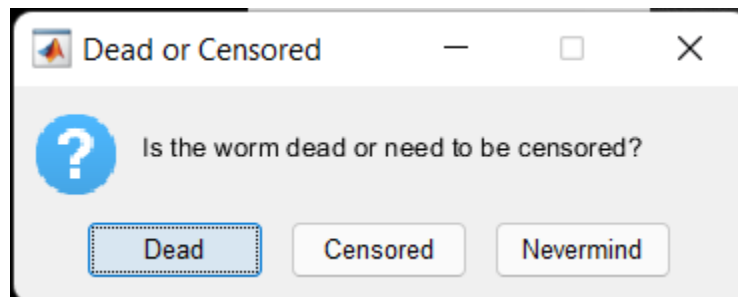 Dead or Censored
?
Is the worm dead or need to be censored?
Dead Censored Nevermind